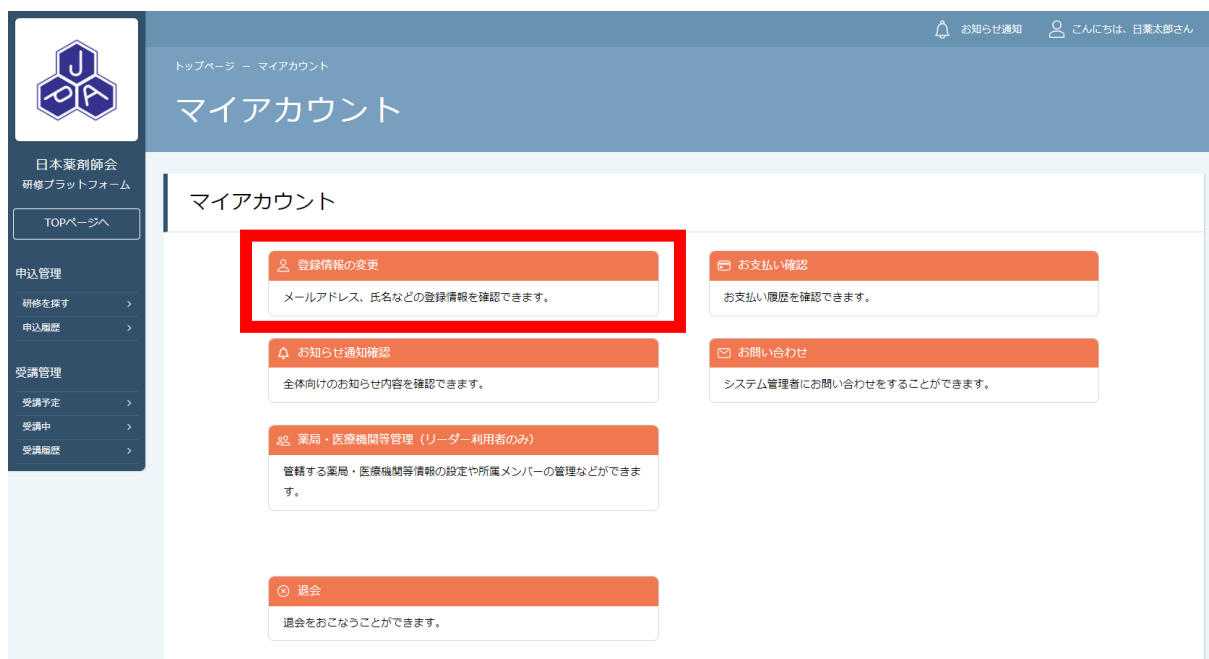 お知らせ通知
こんにちは、日薬太郎さん
JPA
日本薬剤師会
研修プラットフォーム
TOPページへ
申込管理
研修を探す
申込履歴
受講管理
受講予定
受講中
受講履歴
トップページ － マイアカウント
マイアカウント
マイアカウント
登録情報の変更
メールアドレス、氏名などの登録情報を確認できます。
お支払い確認
お支払い履歴を確認できます。
お知らせ通知確認
全体向けのお知らせ内容を確認できます。
お問い合わせ
システム管理者にお問い合わせをすることができます。
薬局・医療機関等管理（リーダー利用者のみ）
管轄する薬局・医療機関等情報の設定や所属メンバーの管理などができま
す。
退会
退会をおこなうことができます。